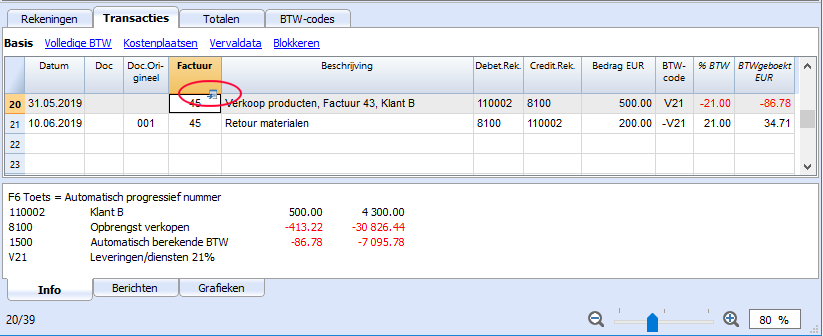 Rekeningen Transacties Totalen BTW-codes
Basis Volledige BTW Kostenplaatsen Vervaldata Blokkeren
Datum Doc Doc.Ori-gineel Factuur Beschrijving Debet.Rek. Credit.Rek. Bedrag EUR BTW-code % BTW BTWgeboekt EUR
20 31.05.2019 45 Verkoop producten, Factuur 43, Klant B 110002 8100 500.00 V21 -21.00 -86.78
21 10.06.2019 001 45 Retour materialen 8100 110002 200.00 -V21 21.00 34.71
22
23
F6 Toets = Automatisch progressief nummer
110002 Klant B 500.00 4 300.00
8100 Opbrengst verkopen -413.22 -30 826.44
1500 Automatisch berekende BTW -86.78 -7 095.78
V21 Leveringen/diensten 21%
Info Berichten Grafieken
20/39 80 %